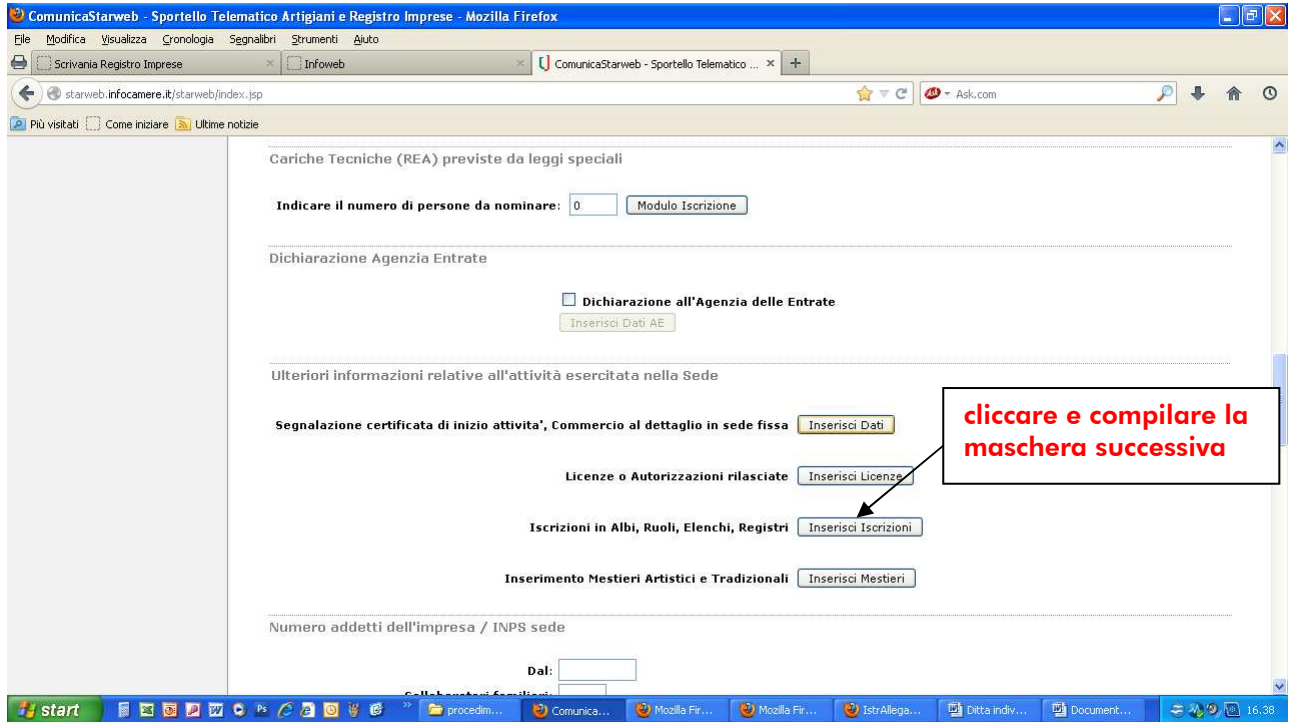 ComunicaStarweb - Sportello Telematico Artigiani e Registro Imprese - Mozilla Firefox
File Modifica Visualizza Cronologia Segnalibri Strumenti Aiuto
Scrivania Registro Imprese × Infoweb × ComunicaStarweb - Sportello Telematico ... × +
starweb.infocamere.it/starweb/index.jsp Ask.com
Più visitati Come iniziare Ultime notizie
Cariche Tecniche (REA) previste da leggi speciali
Indicare il numero di persone da nominare: 0 Modulo Iscrizione
Dichiarazione Agenzia Entrate
Dichiarazione all'Agenzia delle Entrate
Inserisci Dati AE
Ulteriori informazioni relative all'attività esercitata nella Sede
cliccare e compilare la
maschera successiva
Segnalazione certificata di inizio attivita', Commercio al dettaglio in sede fissa Inserisci Dati
Licenze o Autorizzazioni rilasciate Inserisci Licenze
Iscrizioni in Albi, Ruoli, Elenchi, Registri Inserisci Iscrizioni
Inserimento Mestieri Artistici e Tradizionali Inserisci Mestieri
Numero addetti dell'impresa / INPS sede
Dal:
Collaboratori familiari:
start procedim... Comunica... Mozilla Fir... Mozilla Fir... IstrAllega... Ditta indiv... Document... 16.38